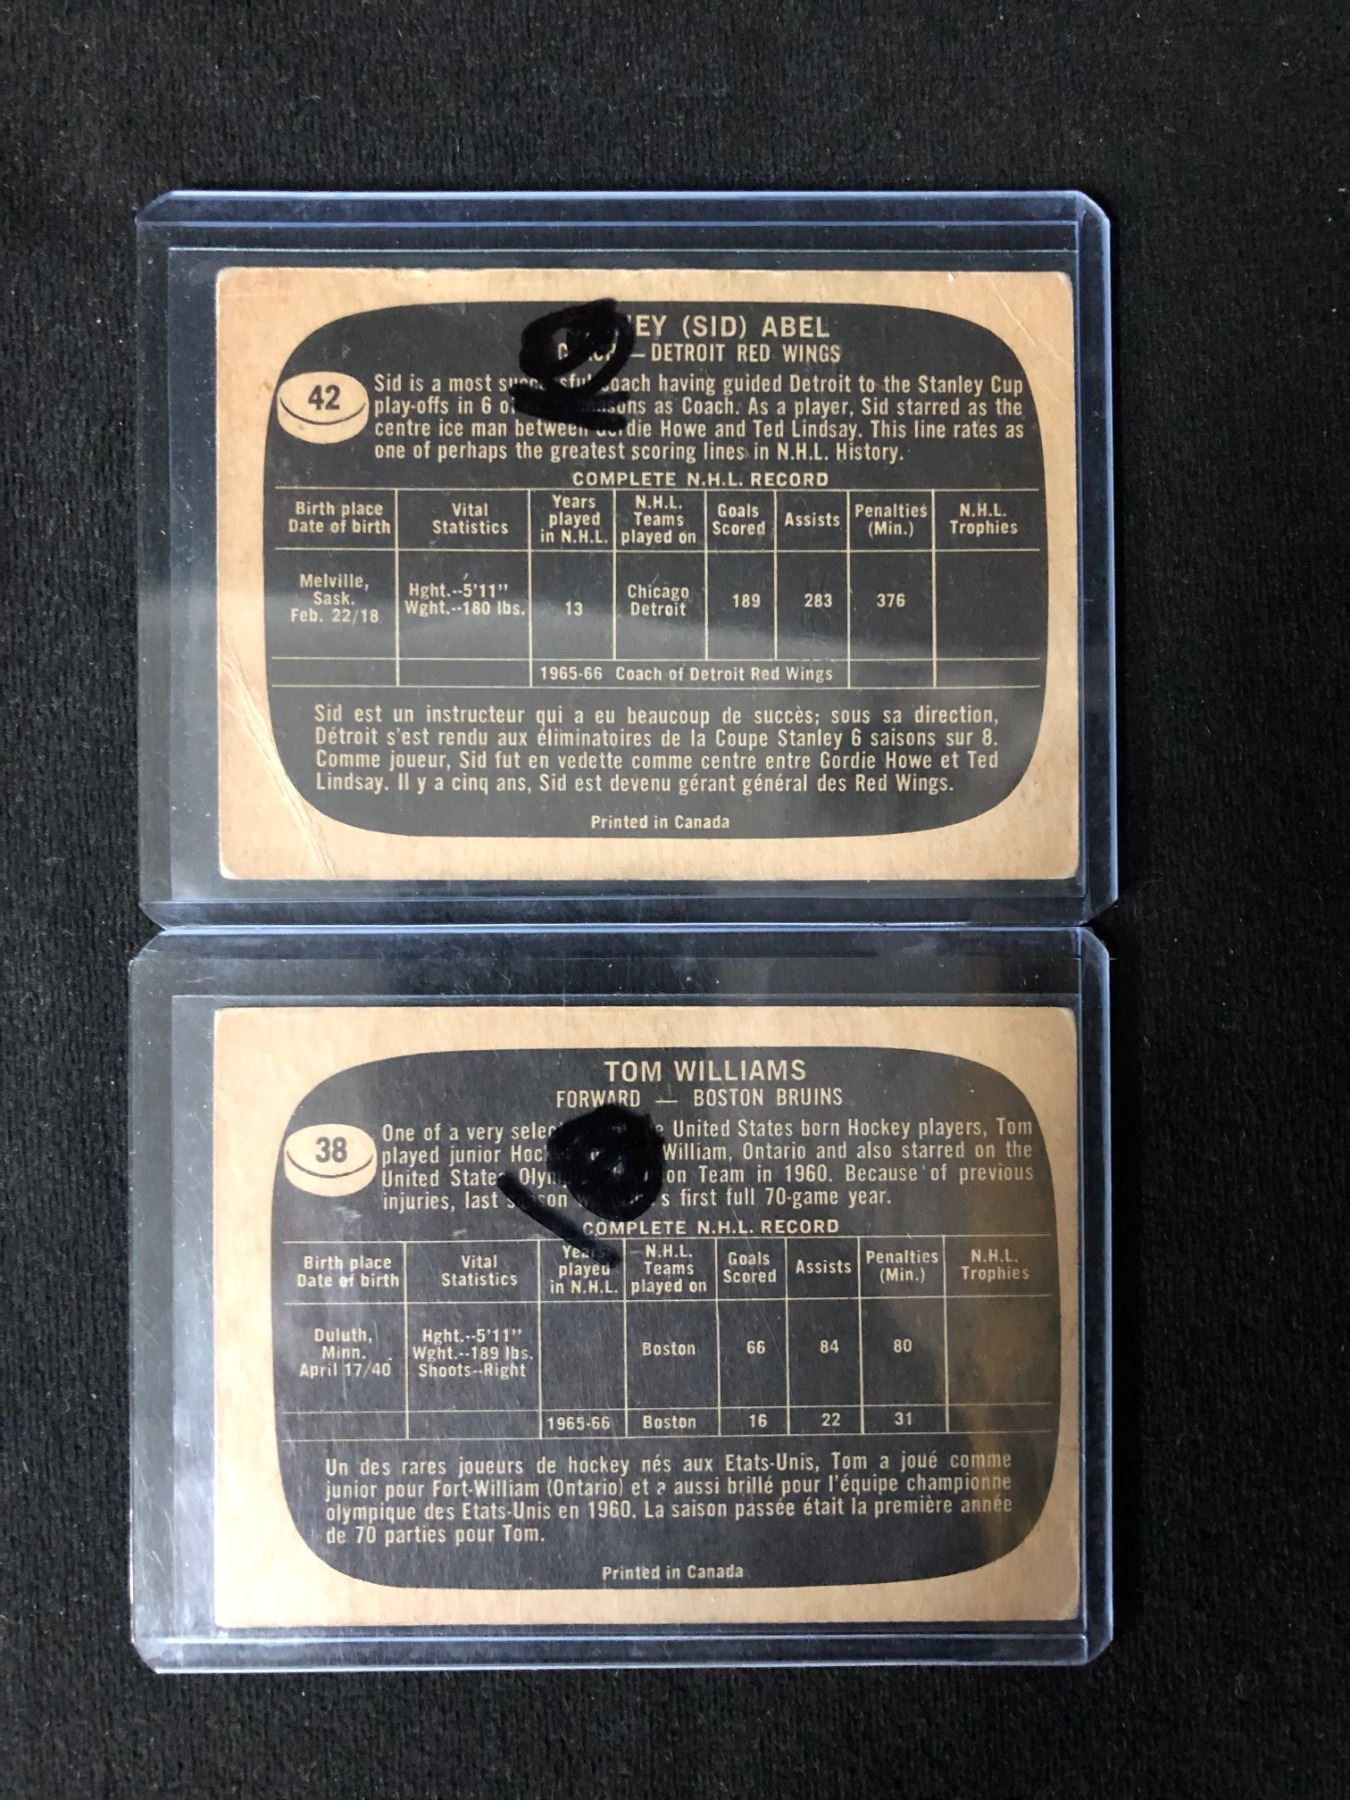 EY (SID) ABEL
— DETROIT RED WINGS
42
Sid is a most coach having guided Detroit to the Stanley Cup
play-offs in 6 as Coach. As a player, Sid starred as the
centre ice man between Howe and Ted Lindsay. This line rates as
one of perhaps the greatest scoring lines in N.H.L. History.
COMPLETE N.H.L. RECORD
Birth place Date of birth Vital Statistics Years played in N.H.L. N.H.L. Teams played on Goals Scored Assists Penalties (Min.) N.H.L. Trophies
Melville, Sask. Feb. 22/18 Hght.--5'11" Wght.--180 lbs. 13 Chicago Detroit 189 283 376
1965-66 Coach of Detroit Red Wings
Sid est un instructeur qui a eu beaucoup de succès; sous sa direction,
Détroit s'est rendu aux éliminatoires de la Coupe Stanley 6 saisons sur 8.
Comme joueur, Sid fut en vedette comme centre entre Gordie Howe et Ted
Lindsay. Il y a cinq ans, Sid est devenu gérant général des Red Wings.
Printed in Canada
TOM WILLIAMS
FORWARD — BOSTON BRUINS
38
One of a very United States born Hockey players, Tom
played junior William, Ontario and also starred on the
United Team in 1960. Because of previous
injuries, last first full 70-game year.
COMPLETE N.H.L. RECORD
Birth place Date of birth Vital Statistics Years played in N.H.L. N.H.L. Teams played on Goals Scored Assists Penalties (Min.) N.H.L. Trophies
Duluth, Minn. April 17/40 Hght.--5'11" Wght.--189 lbs. Shoots--Right Boston 66 84 80
1965-66 Boston 16 22 31
Un des rares joueurs de hockey nés aux Etats-Unis, Tom a joué comme
junior pour Fort-William (Ontario) et a aussi brillé pour l'équipe championne
olympique des Etats-Unis en 1960. La saison passée était la première année
de 70 parties pour Tom.
Printed in Canada